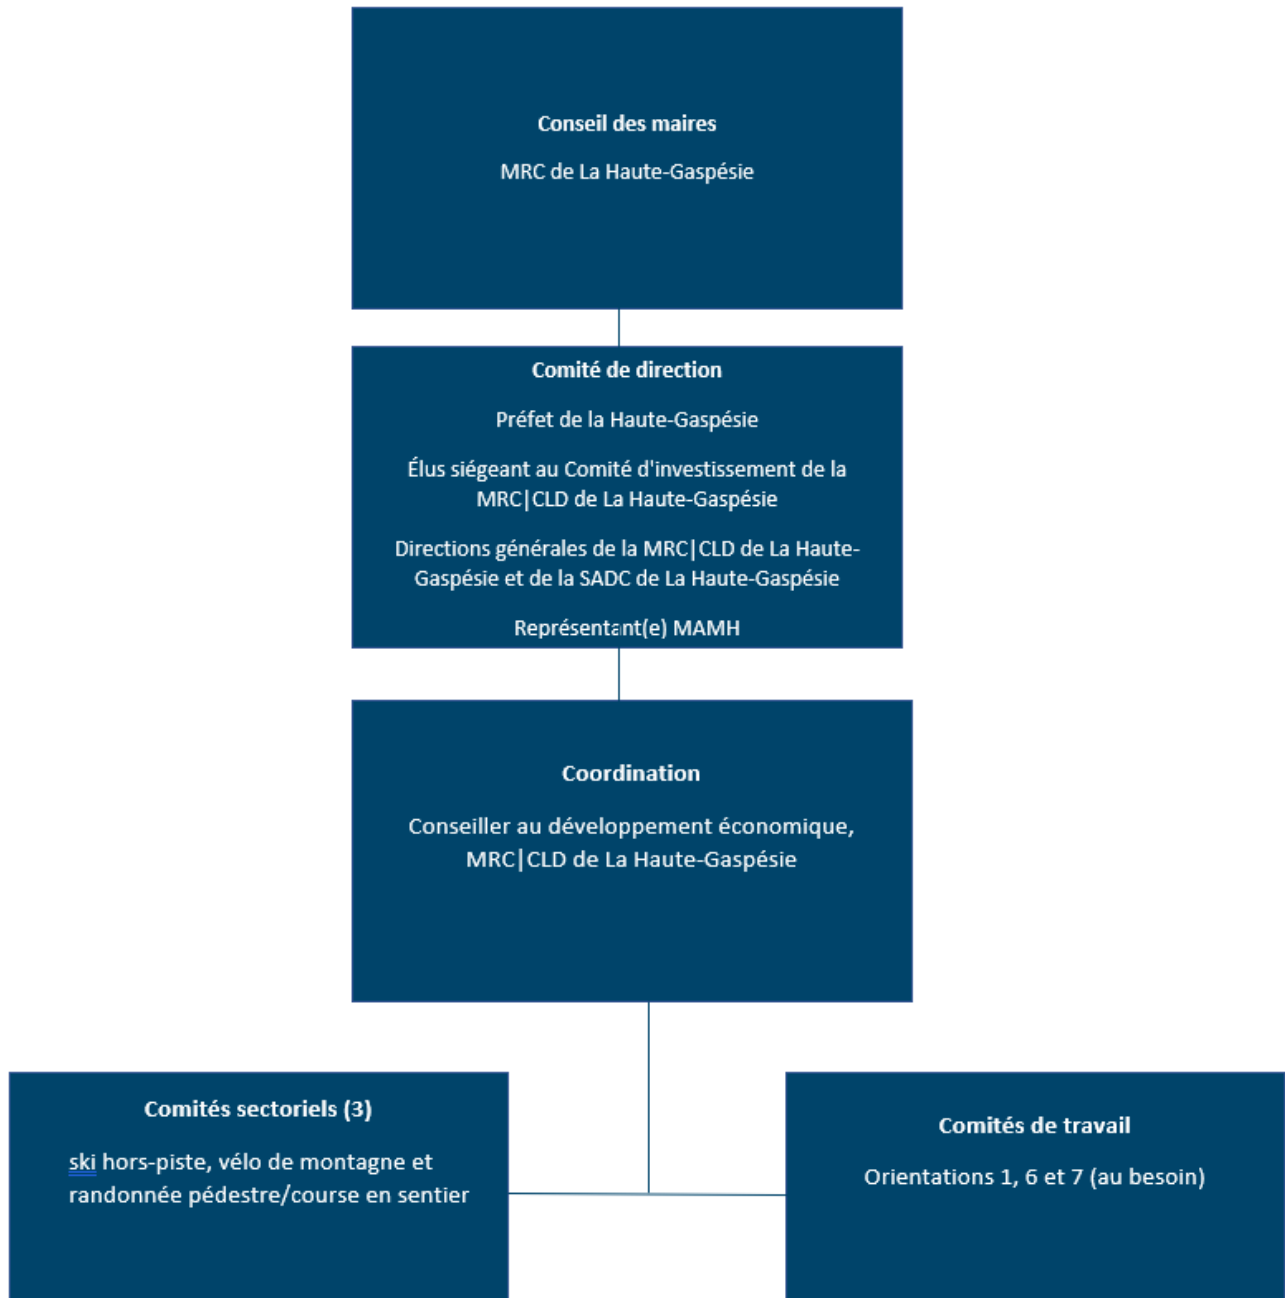 Conseil des maires
MRC de La Haute-Gaspésie
Comité de direction
Préfet de la Haute-Gaspésie
Élus siégeant au Comité d'investissement de la
MRC|CLD de La Haute-Gaspésie
Directions générales de la MRC|CLD de La Haute-
Gaspésie et de la SADC de La Haute-Gaspésie
Représentant(e) MAMH
Coordination
Conseiller au développement économique,
MRC|CLD de La Haute-Gaspésie
Comités sectoriels (3)
ski hors-piste, vélo de montagne et
randonnée pédestre/course en sentier
Comités de travail
Orientations 1, 6 et 7 (au besoin)